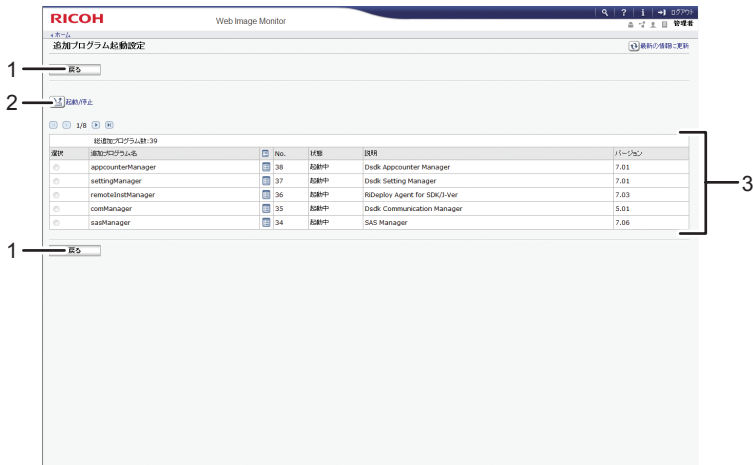 RICOH
Web Image Monitor
? i ログアウト
ホーム
管理者
追加プログラム起動設定
最新の情報に更新
1 戻る
2 起動/停止
1/8
総追加プログラム数:39
選択 追加プログラム名 No. 状態 説明 バージョン
appcounterManager 38 起動中 Dsdk Appcounter Manager 7.01
settingManager 37 起動中 Dsdk Setting Manager 7.01
remoteInstManager 36 起動中 RiDeploy Agent for SDK/J-Ver 7.03
3
comManager 35 起動中 Dsdk Communication Manager 5.01
sasManager 34 起動中 SAS Manager 7.06
1 戻る